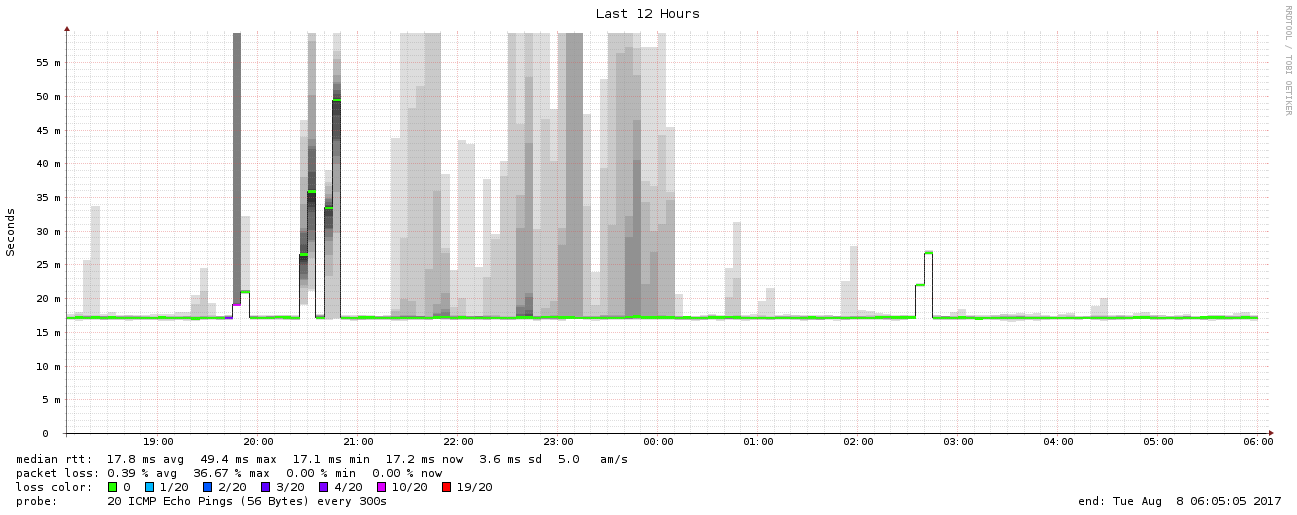 Last 12 Hours
RRDTOOL / TOBI OETIKER
Seconds
55 m
50 m
45 m
40 m
35 m
30 m
25 m
20 m
15 m
10 m
5 m
0
19:00 20:00 21:00 22:00 23:00 00:00 01:00 02:00 03:00 04:00 05:00 06:00
median rtt: 17.8 ms avg 49.4 ms max 17.1 ms min 17.2 ms now 3.6 ms sd 5.0 am/s
packet loss: 0.39 % avg 36.67 % max 0.00 % min 0.00 % now
loss color: 0 1/20 2/20 3/20 4/20 10/20 19/20
probe: 20 ICMP Echo Pings (56 Bytes) every 300s
end: Tue Aug 8 06:05:05 2017